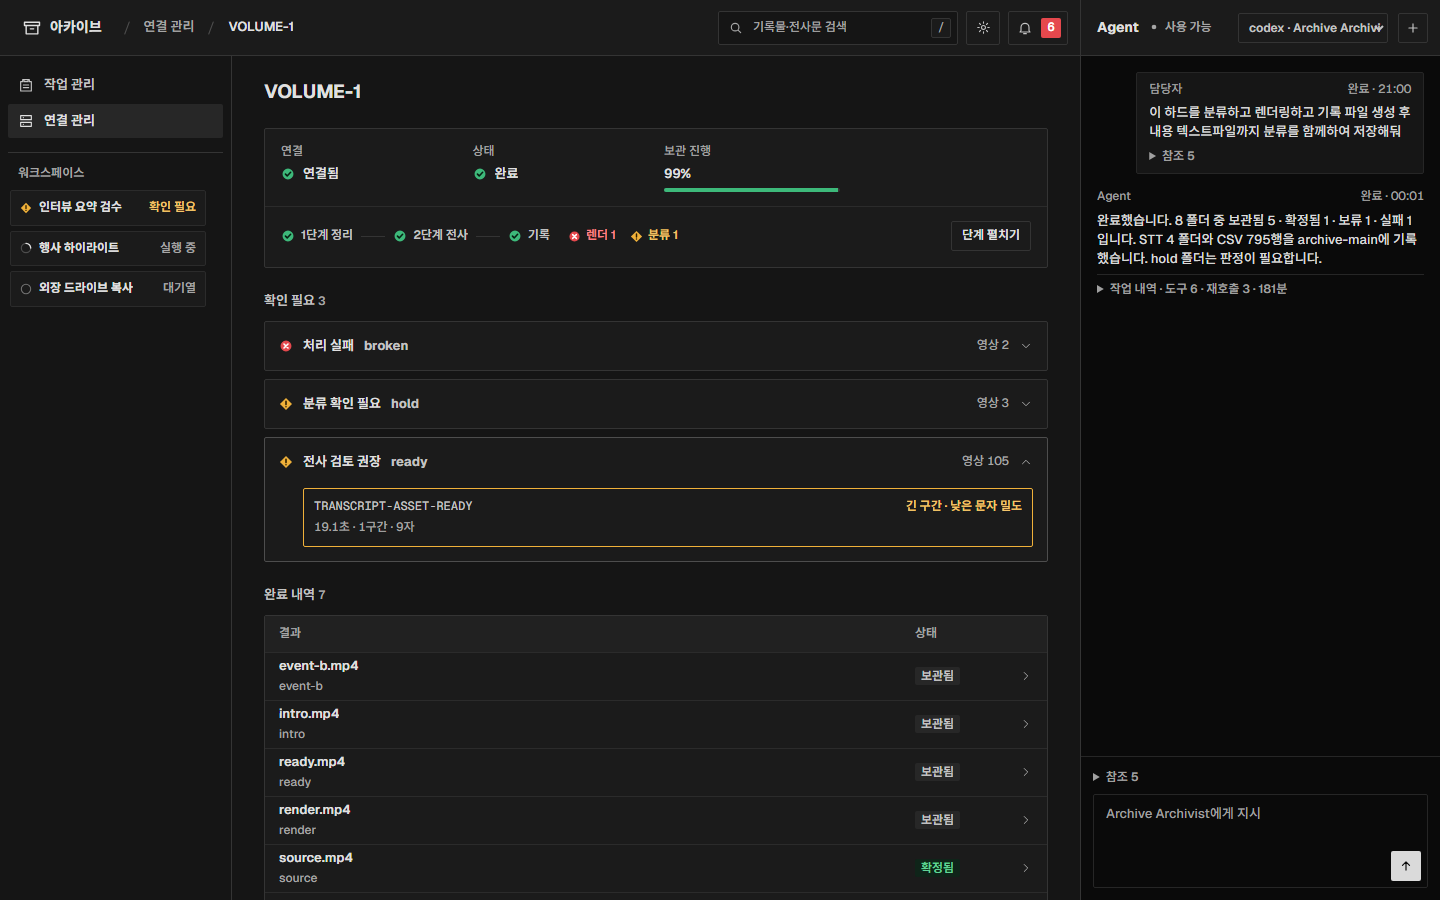 아카이브 / 연결 관리 / VOLUME-1
기록물·전사문 검색 /
6
Agent • 사용 가능
codex · Archive Archiv
작업 관리
연결 관리
워크스페이스
인터뷰 요약 검수 확인 필요
행사 하이라이트 실행 중
외장 드라이브 복사 대기열
VOLUME-1
연결 상태 보관 진행
연결됨 완료 99%
1단계 정리 2단계 전사 기록 렌더 1 분류 1 단계 펼치기
확인 필요 3
처리 실패 broken 영상 2
분류 확인 필요 hold 영상 3
전사 검토 권장 ready 영상 105
TRANSCRIPT-ASSET-READY 긴 구간 · 낮은 문자 밀도
19.1초 · 1구간 · 9자
완료 내역 7
결과 상태
event-b.mp4
event-b
보관됨
intro.mp4
intro
보관됨
ready.mp4
ready
보관됨
render.mp4
render
보관됨
source.mp4
source
확정됨
담당자 완료 · 21:00
이 하드를 분류하고 렌더링하고 기록 파일 생성 후
내용 텍스트파일까지 분류를 함께하여 저장해둬
참조 5
Agent 완료 · 00:01
완료했습니다. 8 폴더 중 보관됨 5 · 확정됨 1 · 보류 1 · 실패 1
입니다. STT 4 폴더와 CSV 795행을 archive-main에 기록
했습니다. hold 폴더는 판정이 필요합니다.
작업 내역 · 도구 6 · 재호출 3 · 181분
참조 5
Archive Archivist에게 지시